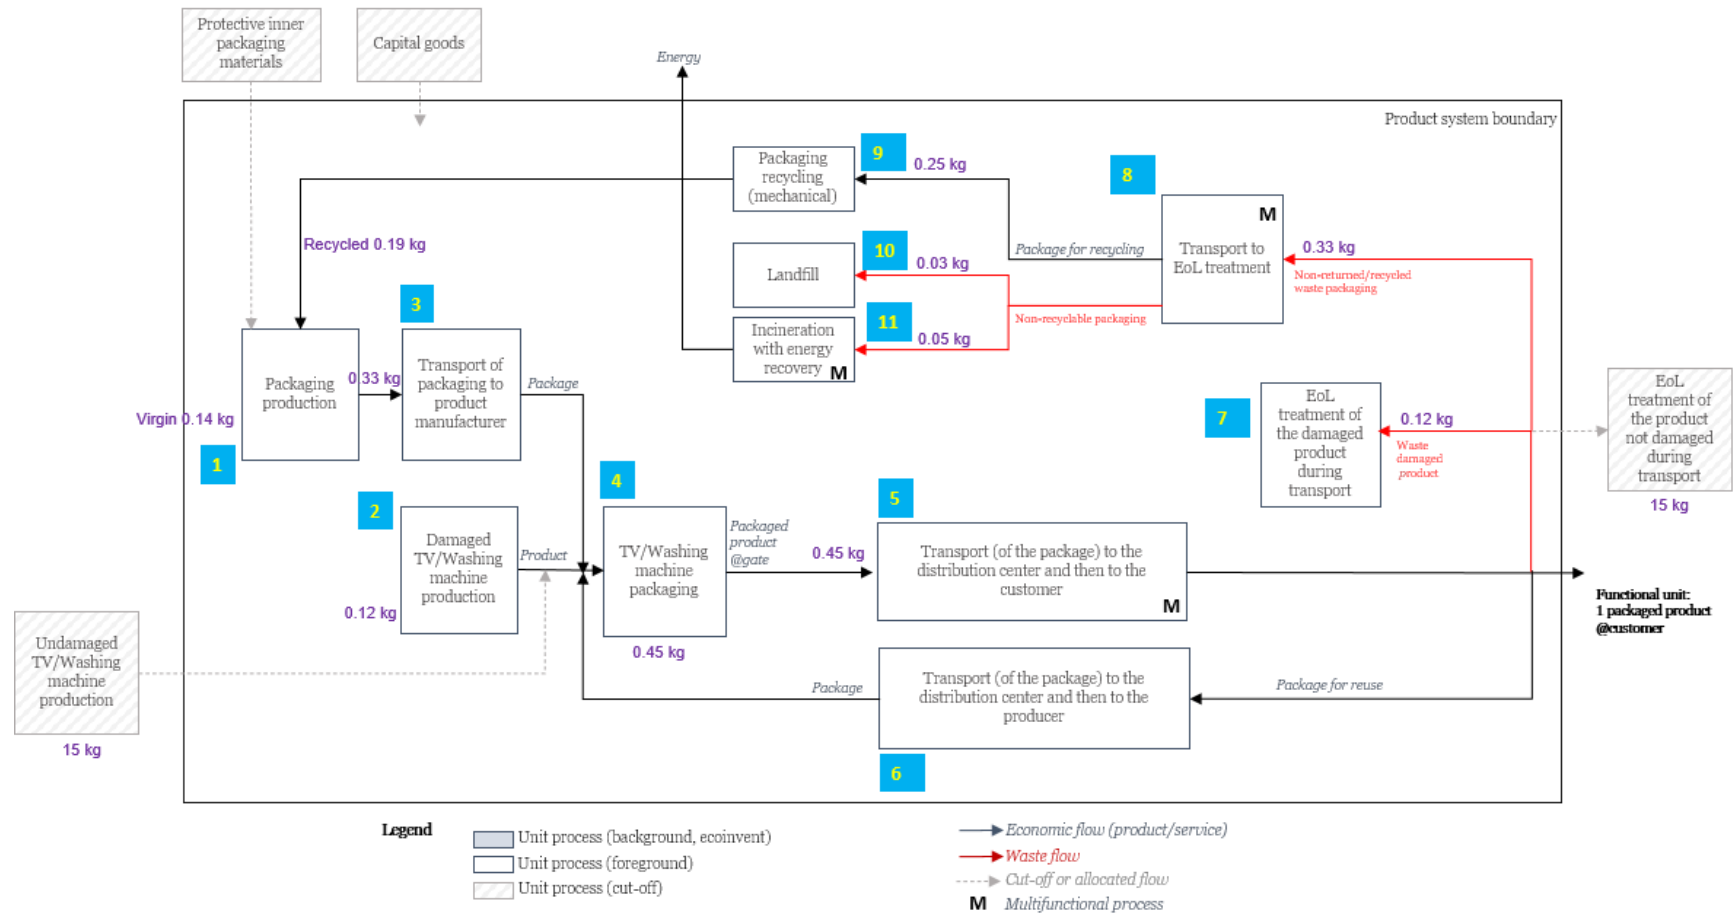 Protective inner
packaging
materials
Capital goods
Energy
Product system boundary
Packaging
recycling
(mechanical)
9
0.25 kg
8
M
Transport to
EoL treatment
0.33 kg
Non-returned/recycled
waste packaging
Recycled 0.19 kg
Package for recycling
10
Landfill
0.03 kg
Non-recyclable packaging
11
Incineration
with energy
recovery
M
0.05 kg
3
Transport of
packaging to
product
manufacturer
Packaging
production
0.33 kg
Package
Virgin 0.14 kg
1
EoL
treatment of
the damaged
product
during
transport
7
0.12 kg
Waste
damaged
product
EoL
treatment of
the product
not damaged
during
transport
15 kg
2
Damaged
TV/Washing
machine
production
0.12 kg
Product
4
TV/Washing
machine
packaging
0.45 kg
Packaged
product
@gate
0.45 kg
5
Transport (of the package) to the
distribution center and then to the
customer
M
Functional unit:
1 packaged product
@customer
Undamaged
TV/Washing
machine
production
15 kg
Package
Transport (of the package) to the
distribution center and then to the
producer
6
Package for reuse
Legend
Unit process (background, ecoinvent)
Unit process (foreground)
Unit process (cut-off)
Economic flow (product/service)
Waste flow
Cut-off or allocated flow
M Multifunctional process